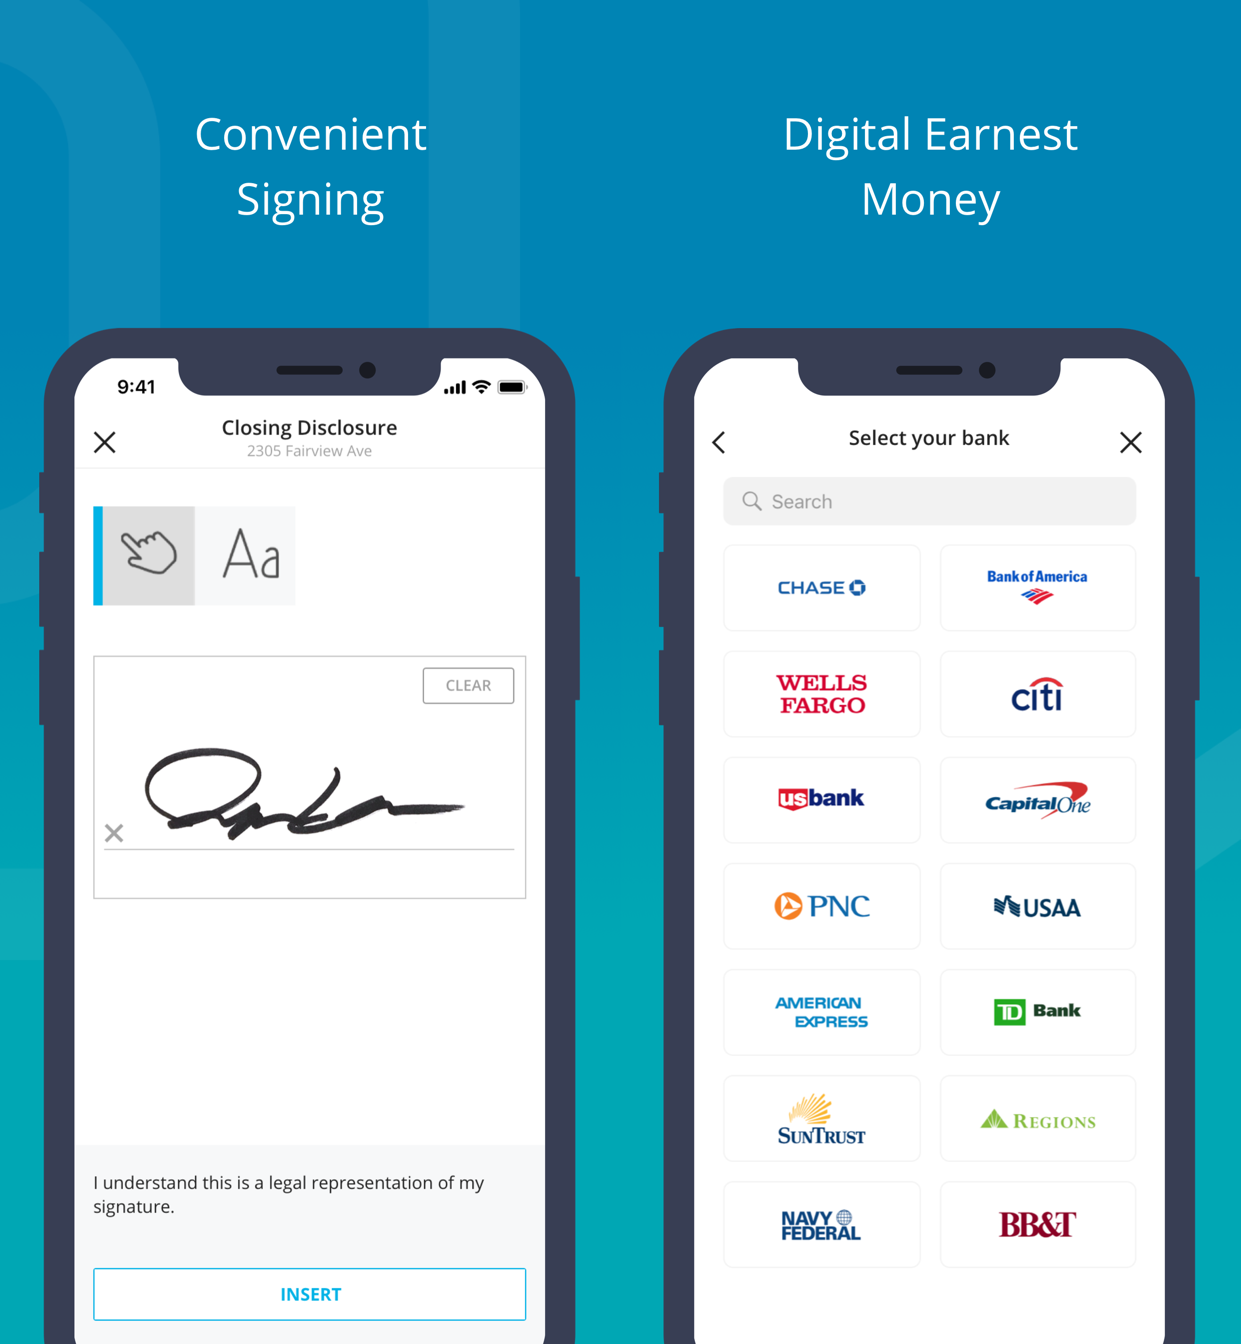 Convenient
Signing
9:41
Closing Disclosure
2305 Fairview Ave
Aa
CLEAR
I understand this is a legal representation of my
signature.
INSERT
Digital Earnest
Money
Select your bank
Search
CHASE
Bank of America
WELLS
FARGO
citi
usbank
Capital One
PNC
USAA
AMERICAN
EXPRESS
TD Bank
SUNTRUST
REGIONS
NAVY
FEDERAL
BB&T